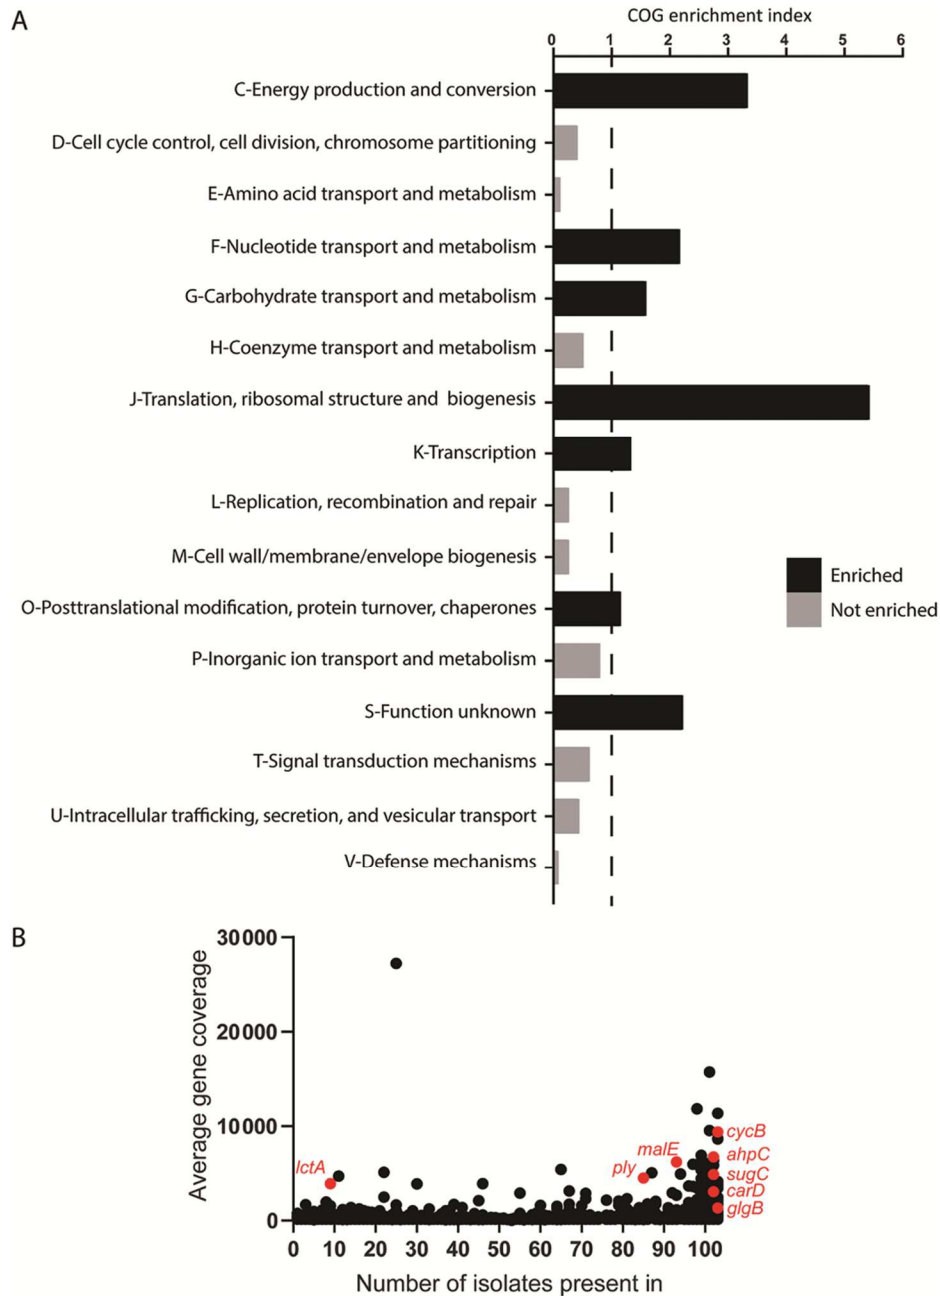 A
COG enrichment index
0 1 2 3 4 5 6
C-Energy production and conversion
D-Cell cycle control, cell division, chromosome partitioning
E-Amino acid transport and metabolism
F-Nucleotide transport and metabolism
G-Carbohydrate transport and metabolism
H-Coenzyme transport and metabolism
J-Translation, ribosomal structure and biogenesis
K-Transcription
L-Replication, recombination and repair
M-Cell wall/membrane/envelope biogenesis
O-Posttranslational modification, protein turnover, chaperones
P-Inorganic ion transport and metabolism
S-Function unknown
T-Signal transduction mechanisms
U-Intracellular trafficking, secretion, and vesicular transport
V-Defense mechanisms
Enriched
Not enriched
B
Average gene coverage
30000
20000
10000
0
lctA
ply
malE
cycB
ahpC
sugC
carD
glgB
0 10 20 30 40 50 60 70 80 90 100
Number of isolates present in